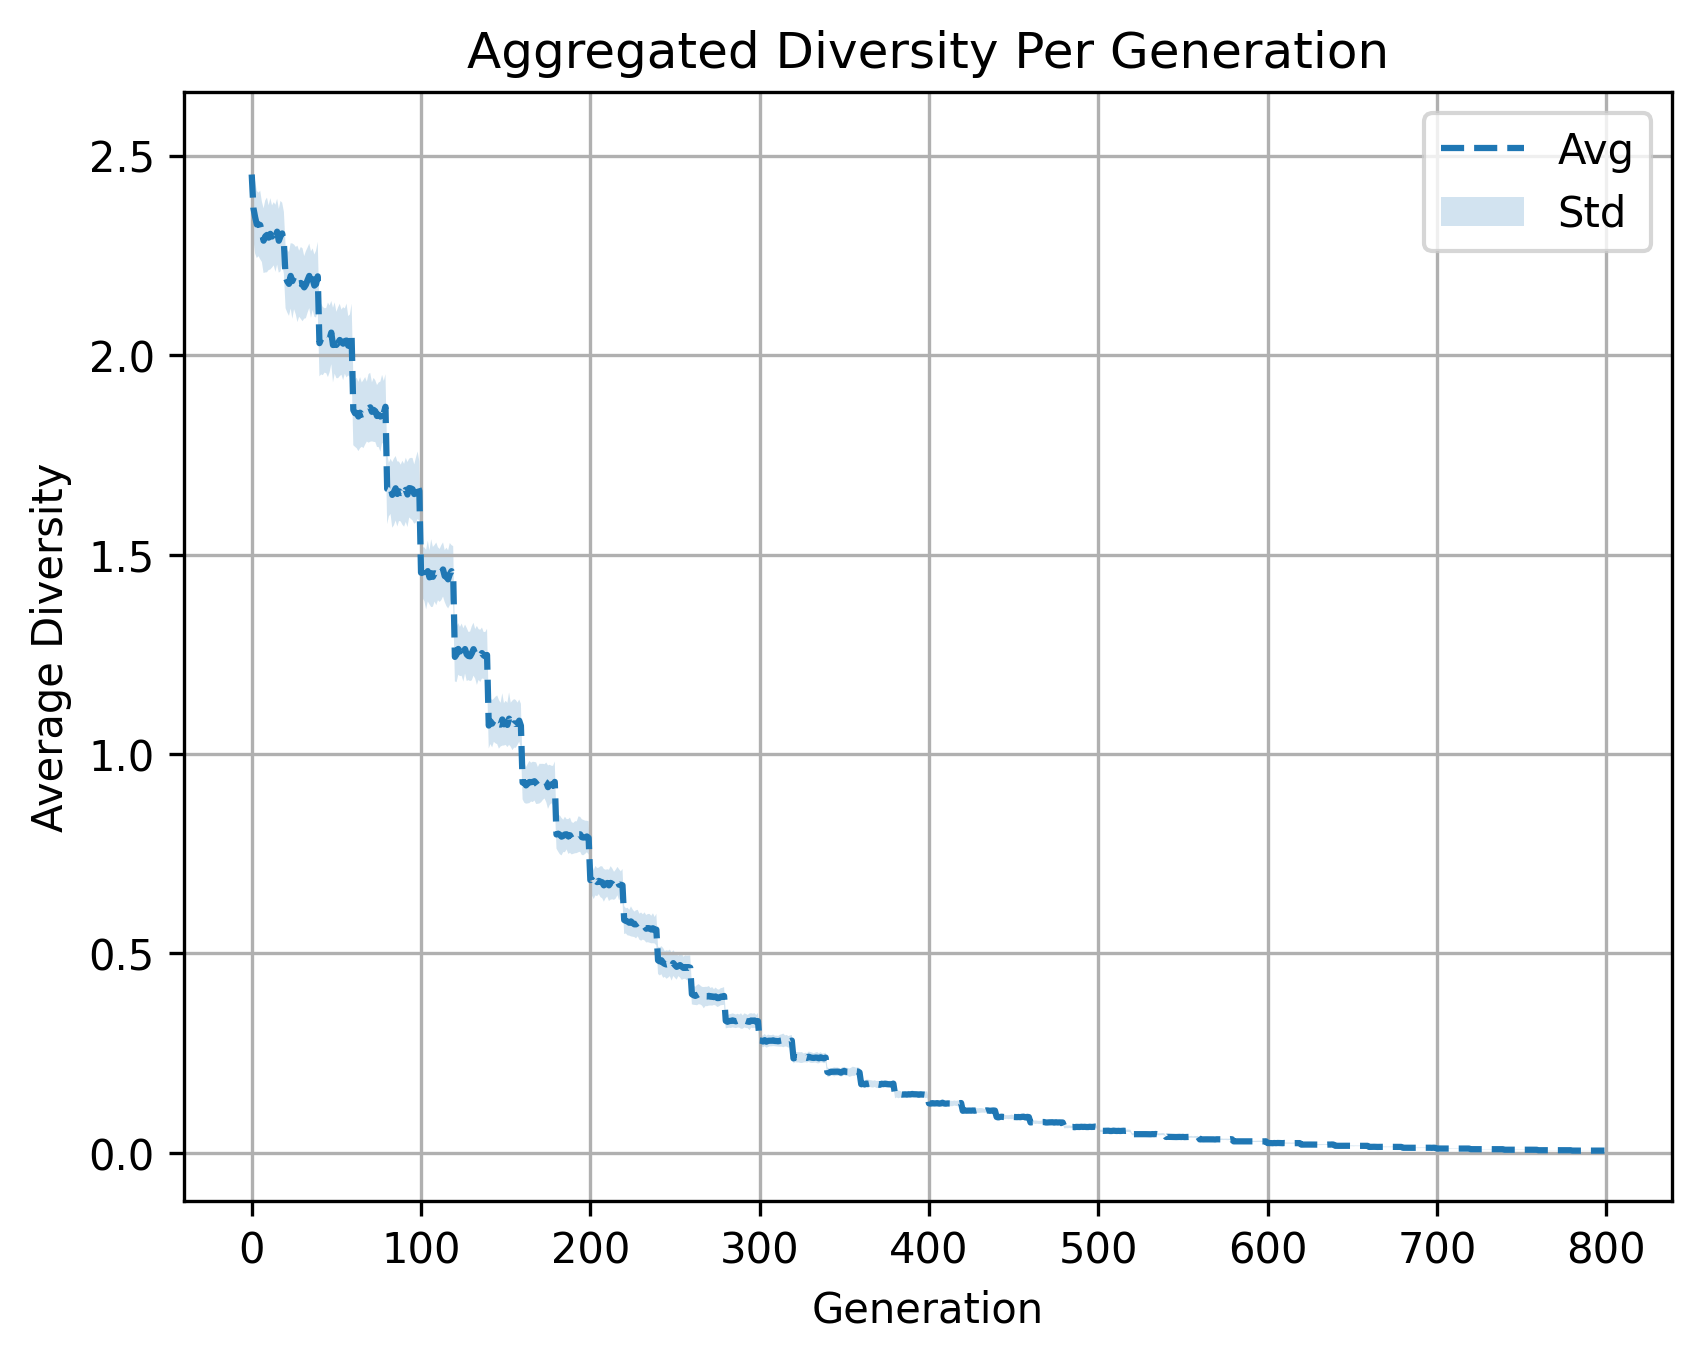 Aggregated Diversity Per Generation
Avg
Std
2.5
2.0
1.5
1.0
0.5
0.0
Average Diversity
0 100 200 300 400 500 600 700 800
Generation